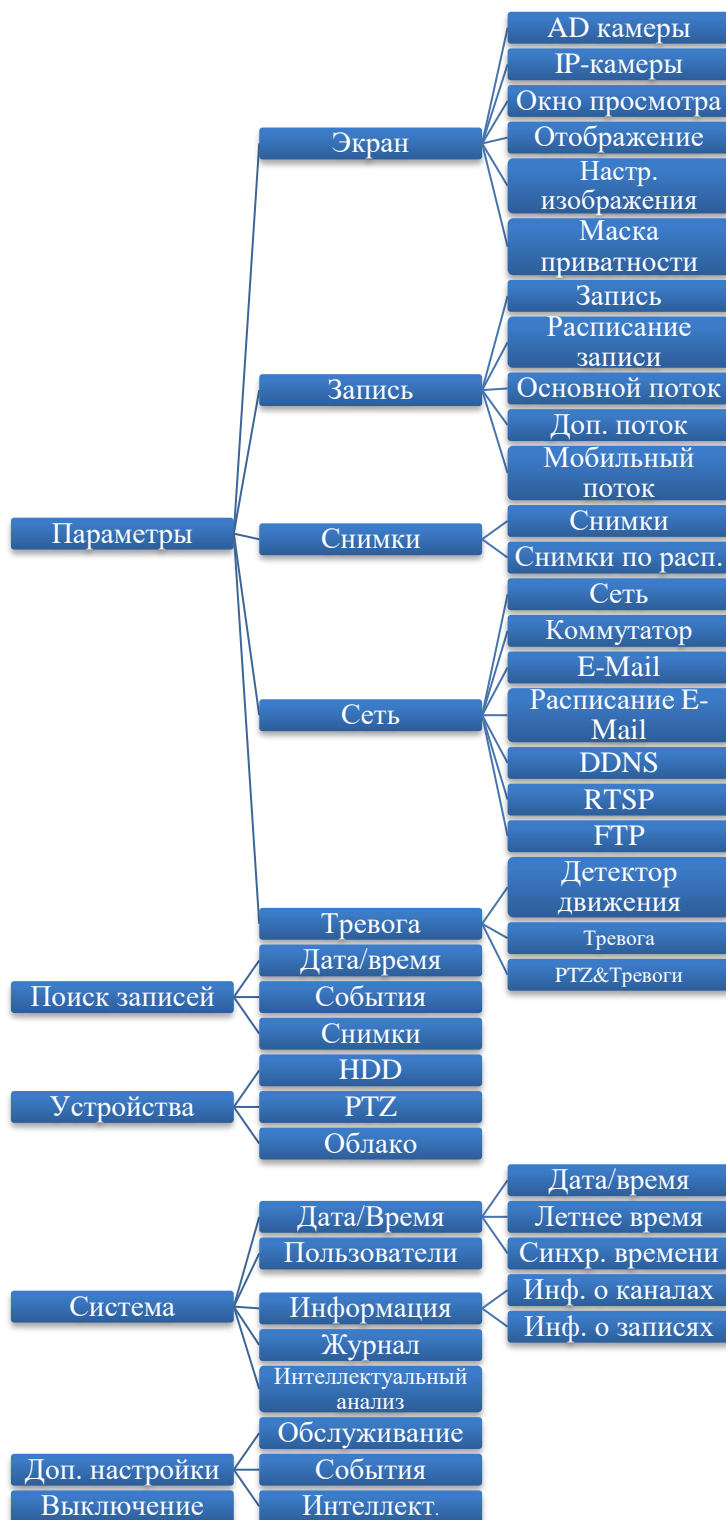 Параметры
Экран
AD камеры
IP-камеры
Окно просмотра
Отображение
Настр.
изображения
Маска
приватности
Запись
Запись
Расписание
записи
Основной поток
Доп. поток
Мобильный
поток
Снимки
Снимки
Снимки по расп.
Сеть
Сеть
Коммутатор
E-Mail
Расписание E-
Mail
DDNS
RTSP
FTP
Тревога
Детектор
движения
Тревога
PTZ&Тревоги
Поиск записей
Дата/время
События
Снимки
Устройства
HDD
PTZ
Облако
Система
Дата/Время
Дата/время
Летнее время
Синхр. времени
Пользователи
Информация
Инф. о каналах
Инф. о записях
Журнал
Интеллектуальный
анализ
Доп. настройки
Обслуживание
События
Интеллект.
Выключение